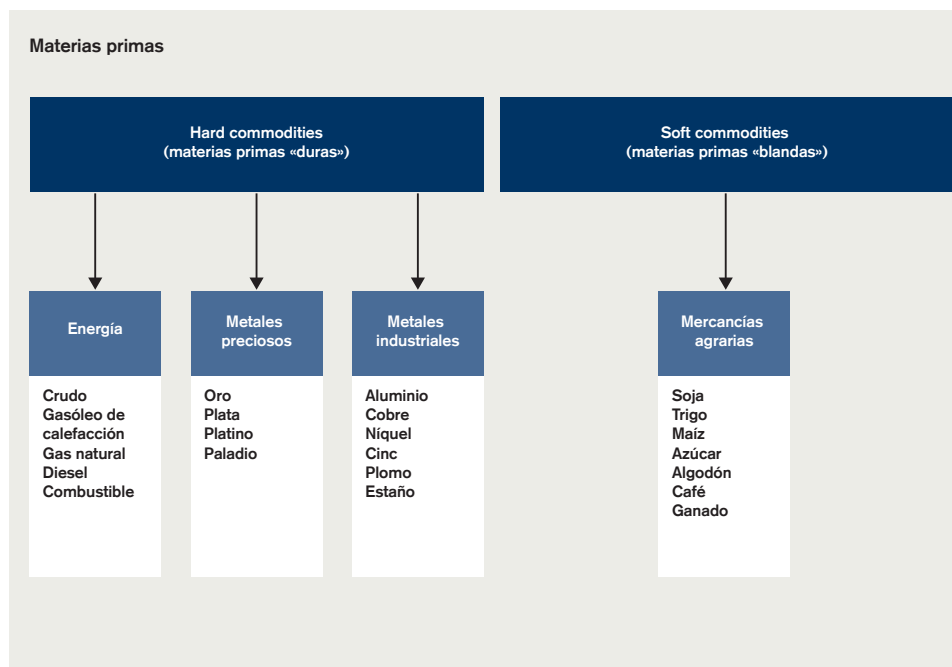 Materias primas
Hard commodities
(materias primas «duras»)
Soft commodities
(materias primas «blandas»)
Energía
Metales
preciosos
Metales
industriales
Mercancías
agrarias
Crudo
Gasóleo de
calefacción
Gas natural
Diesel
Combustible
Oro
Plata
Platino
Paladio
Aluminio
Cobre
Níquel
Cinc
Plomo
Estaño
Soja
Trigo
Maíz
Azúcar
Algodón
Café
Ganado